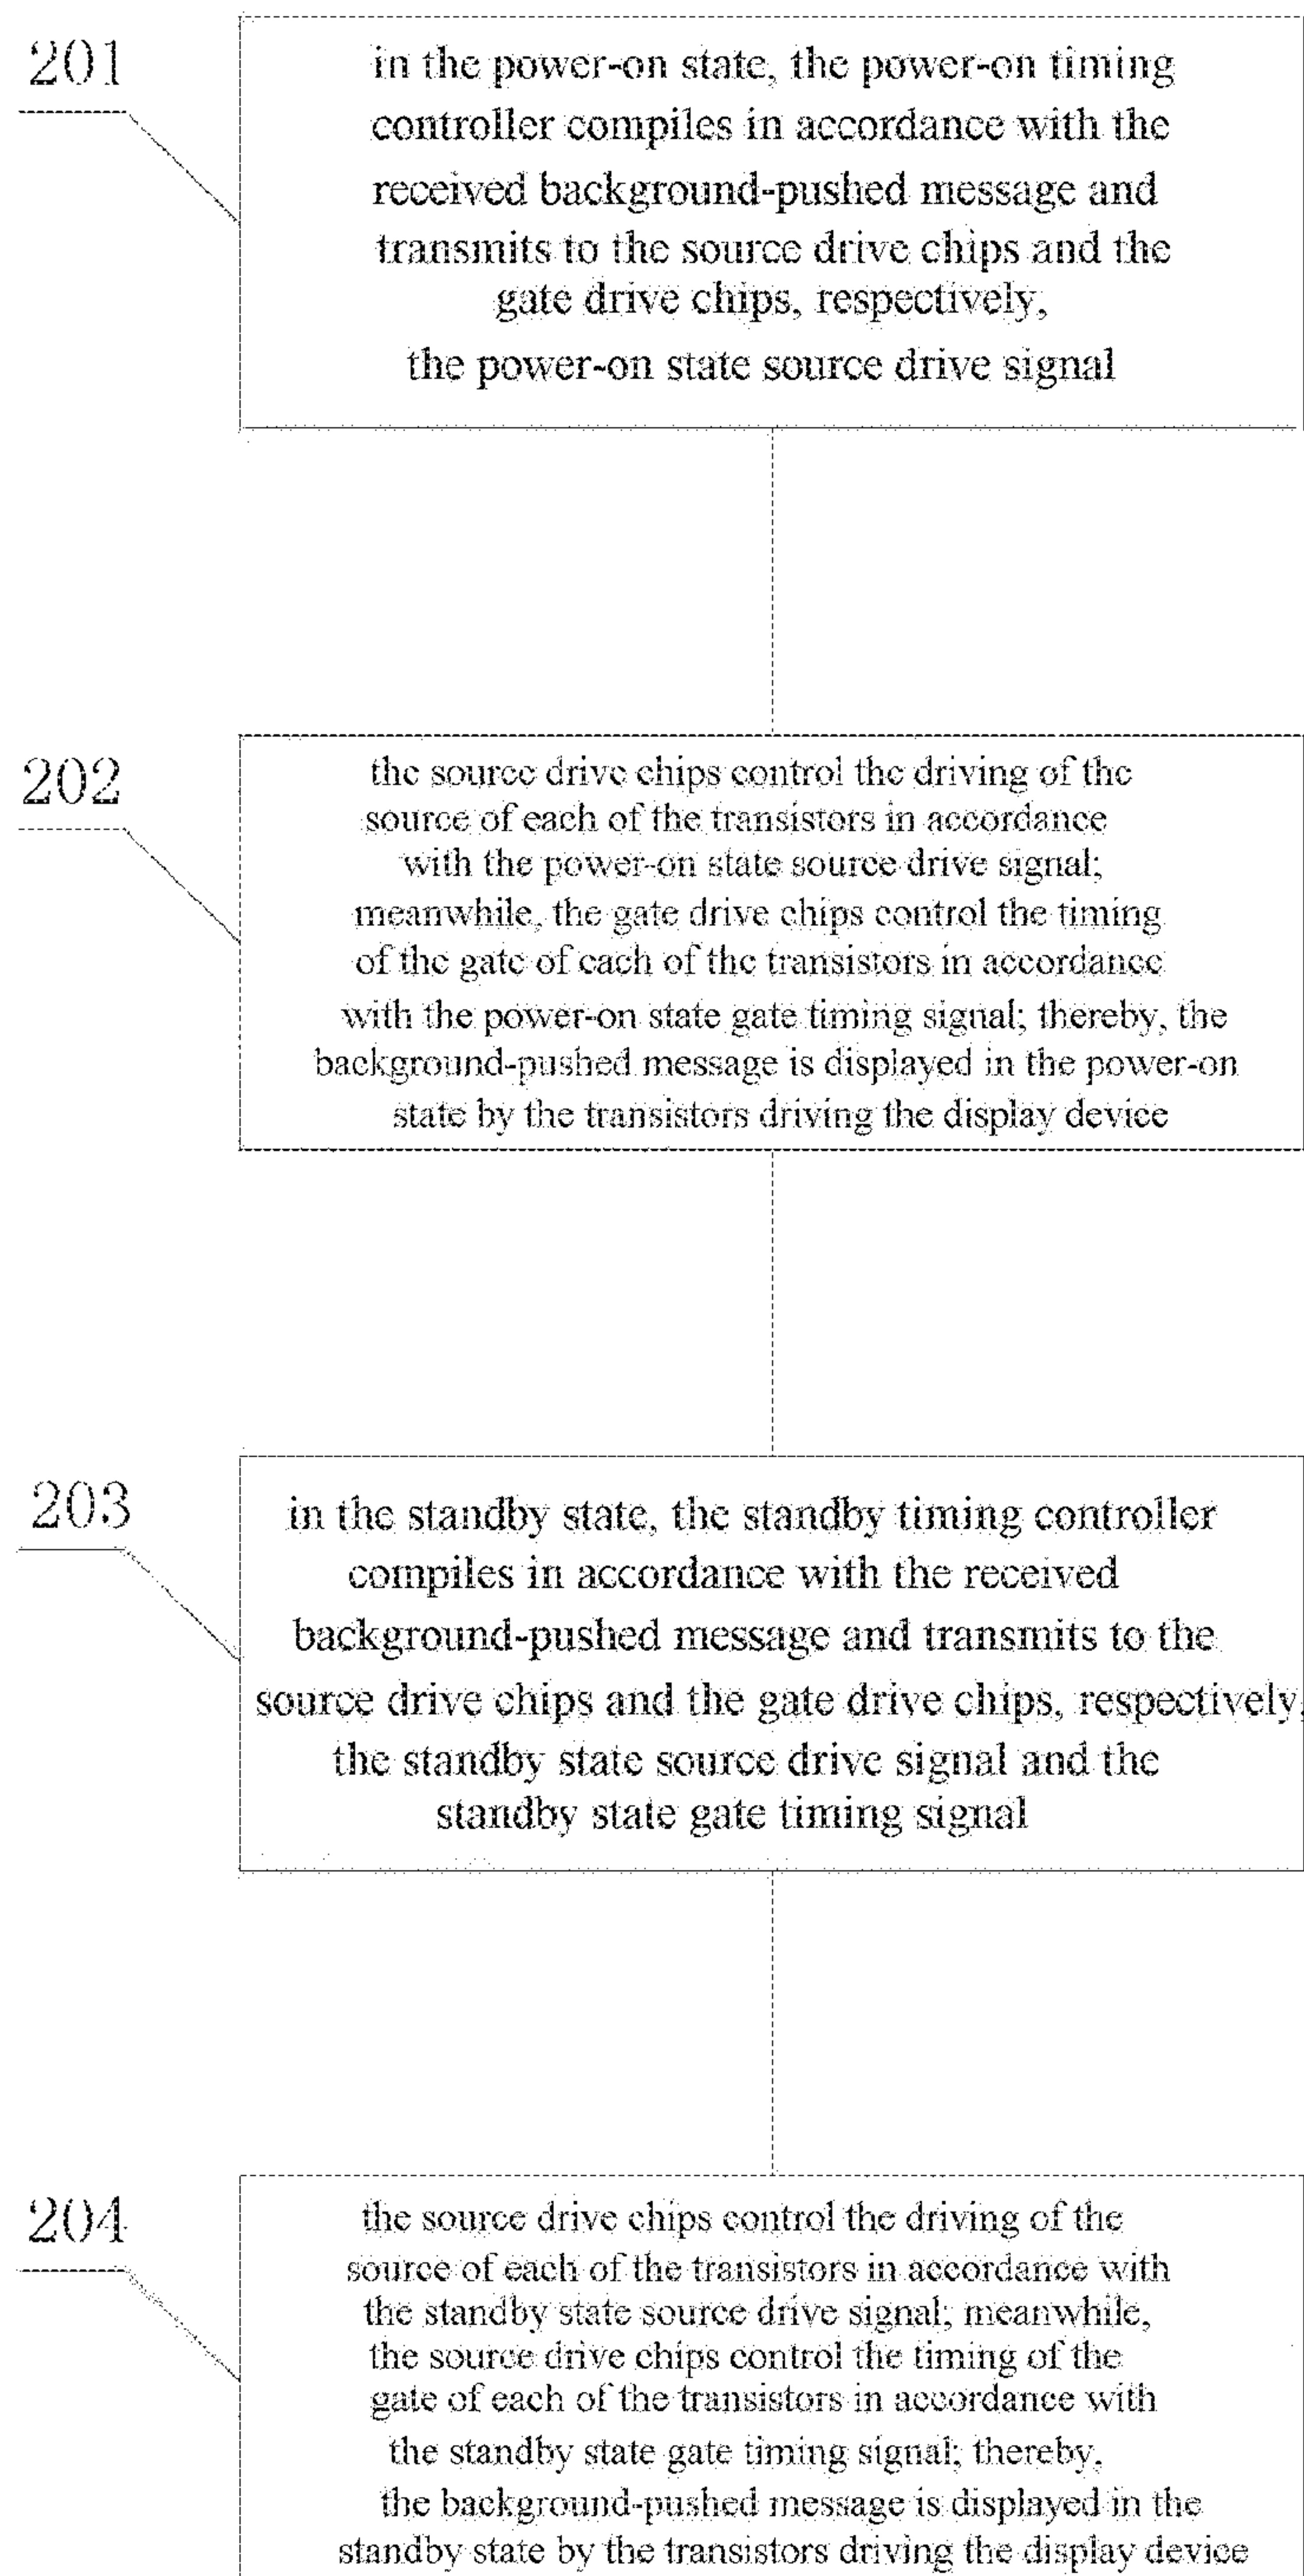 201
in the power-on state, the power-on timing
controller compiles in accordance with the
received background-pushed message and
transmits to the source drive chips and the
gate drive chips, respectively,
the power-on state source drive signal
202
the source drive chips control the driving of the
source of each of the transistors in accordance
with the power-on state source drive signal;
meanwhile, the gate drive chips control the timing
of the gate of each of the transistors in accordance
with the power-on state gate timing signal; thereby, the
background-pushed message is displayed in the power-on
state by the transistors driving the display device
203
in the standby state, the standby timing controller
compiles in accordance with the received
background-pushed message and transmits to the
source drive chips and the gate drive chips, respectively,
the standby state source drive signal and the
standby state gate timing signal
204
the source drive chips control the driving of the
source of each of the transistors in accordance with
the standby state source drive signal; meanwhile,
the source drive chips control the timing of the
gate of each of the transistors in accordance with
the standby state gate timing signal; thereby,
the background-pushed message is displayed in the
standby state by the transistors driving the display device